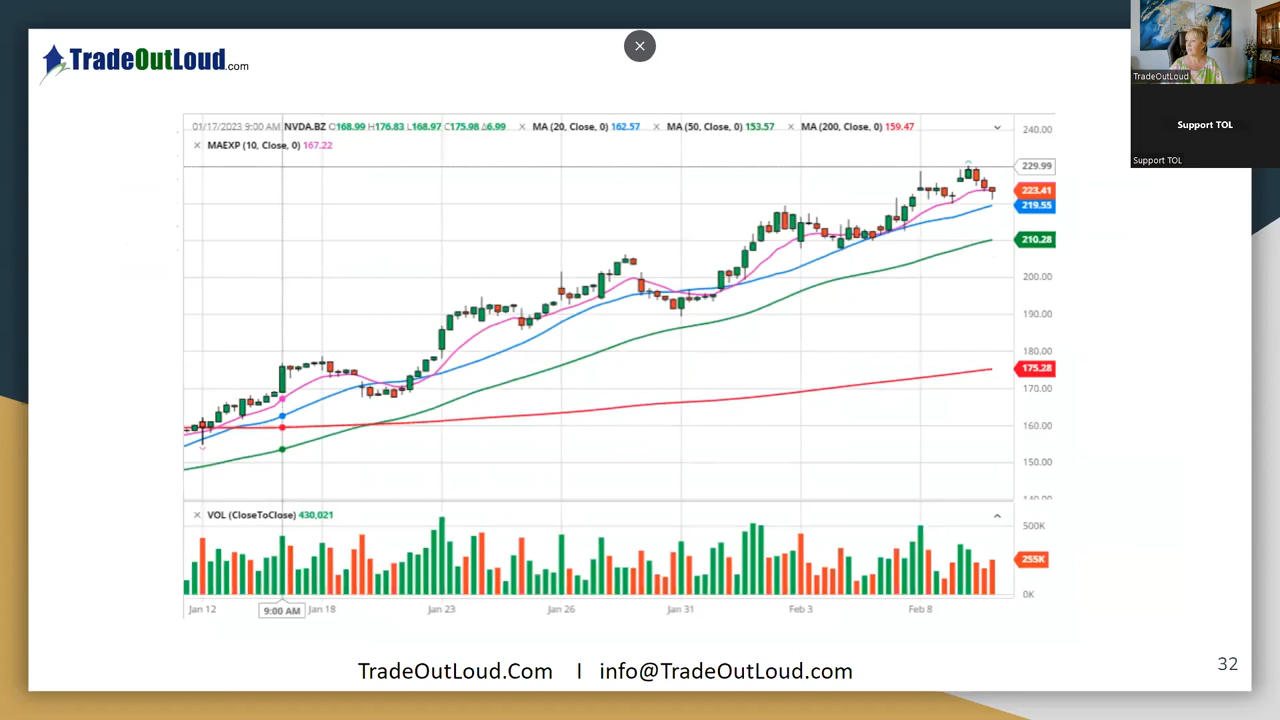 TradeOutLoud.com
TradeOutLoud
Support TOL
Support TOL
01/17/2023 9:00 AM NVDA.BZ O168.99 H176.83 L168.97 C175.98 Δ6.99 × MA (20, Close, 0) 162.57 × MA (50, Close, 0) 153.57 × MA (200, Close, 0) 159.47
× MAEXP (10, Close, 0) 167.22
240.00
229.99
223.41
219.55
210.28
200.00
190.00
180.00
175.28
170.00
160.00
150.00
140.00
× VOL (CloseToClose) 430,021
500K
255K
0K
Jan 12 9:00 AM Jan 18 Jan 23 Jan 26 Jan 31 Feb 3 Feb 8
TradeOutLoud.Com I info@TradeOutLoud.com
32